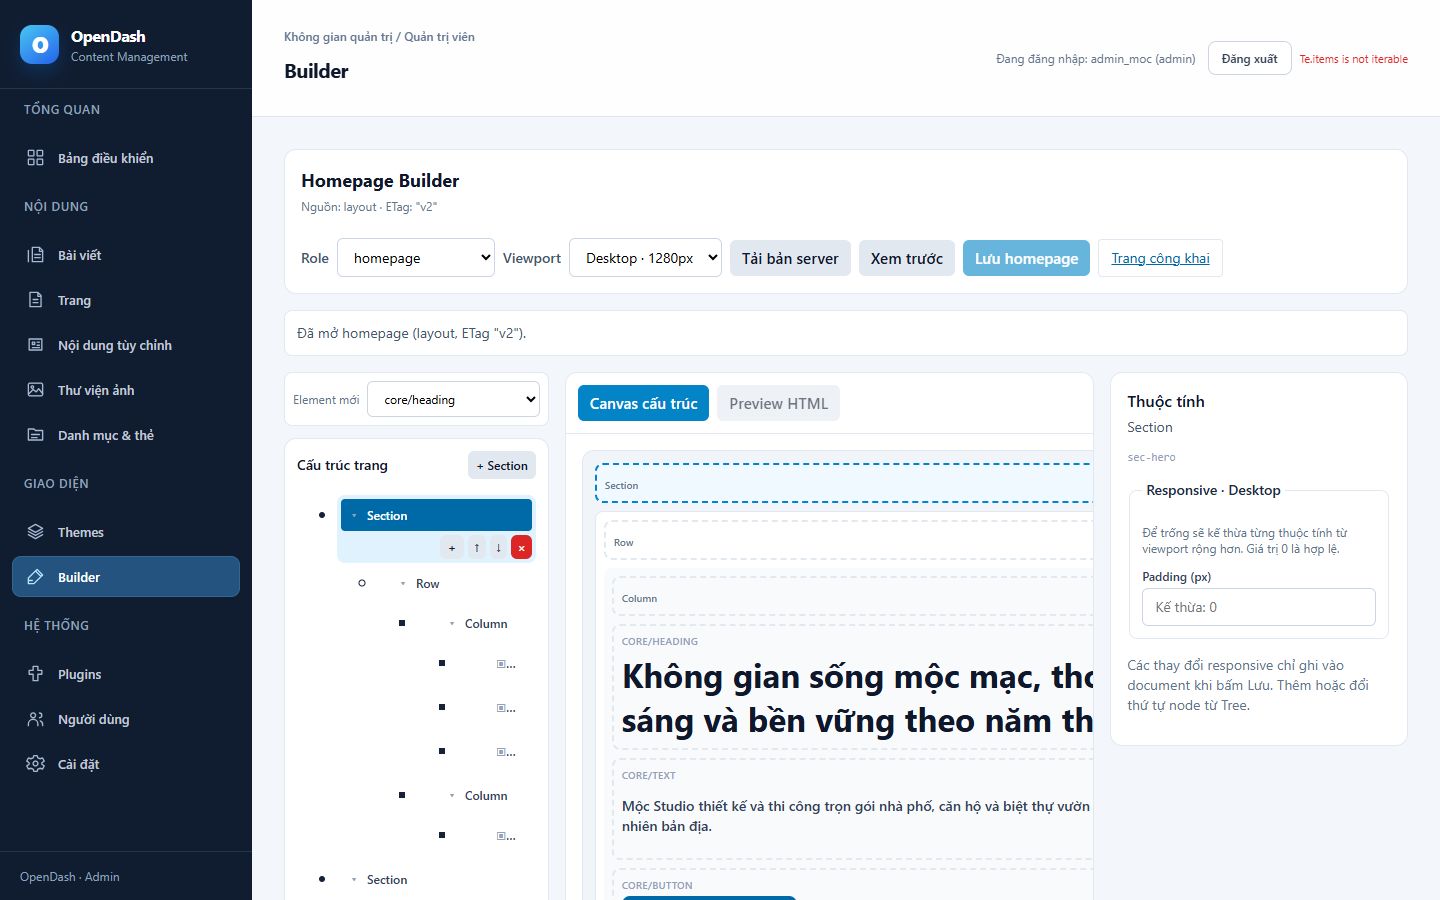 O
OpenDash
Content Management
TỔNG QUAN
Bảng điều khiển
NỘI DUNG
Bài viết
Trang
Nội dung tùy chỉnh
Thư viện ảnh
Danh mục & thẻ
GIAO DIỆN
Themes
Builder
HỆ THỐNG
Plugins
Người dùng
Cài đặt
OpenDash · Admin
Không gian quản trị / Quản trị viên
Builder
Đang đăng nhập: admin_moc (admin)
Đăng xuất
Te.items is not iterable
Homepage Builder
Nguồn: layout · ETag: "v2"
Role
homepage
Viewport
Desktop · 1280px
Tải bản server
Xem trước
Lưu homepage
Trang công khai
Đã mở homepage (layout, ETag "v2").
Element mới
core/heading
Cấu trúc trang
+ Section
Section
+ ↑ ↓ ×
Row
Column
...
...
...
Column
...
Section
Canvas cấu trúc
Preview HTML
Section
Row
Column
CORE/HEADING
Không gian sống mộc mạc, tho
sáng và bền vững theo năm th
CORE/TEXT
Mộc Studio thiết kế và thi công trọn gói nhà phố, căn hộ và biệt thự vườn
nhiên bản địa.
CORE/BUTTON
Thuộc tính
Section
sec-hero
Responsive · Desktop
Để trống sẽ kế thừa từng thuộc tính từ
viewport rộng hơn. Giá trị 0 là hợp lệ.
Padding (px)
Kế thừa: 0
Các thay đổi responsive chỉ ghi vào
document khi bấm Lưu. Thêm hoặc đổi
thứ tự node từ Tree.